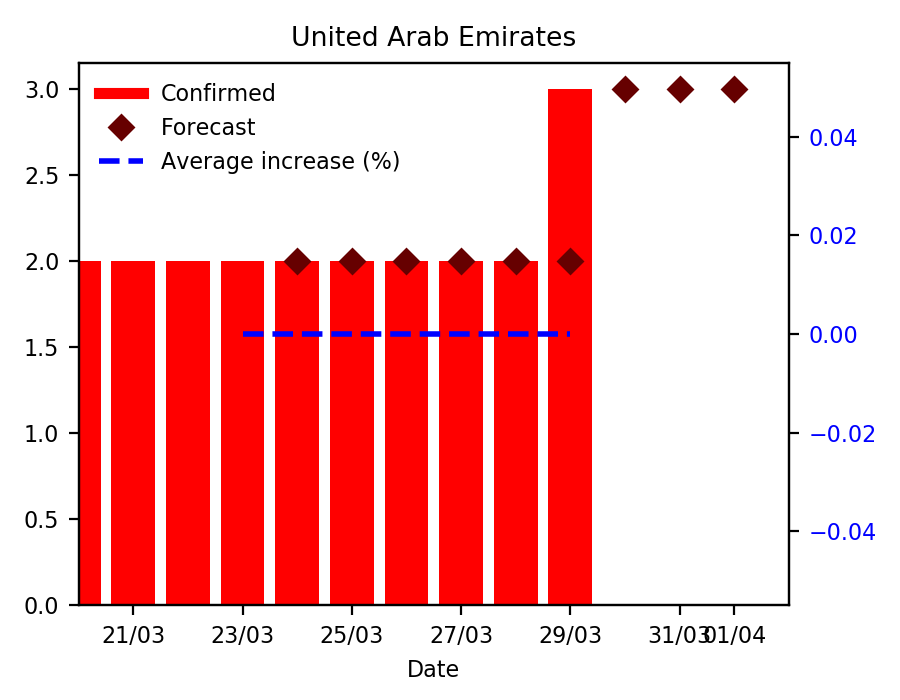 United Arab Emirates
Confirmed
Forecast
Average increase (%)
3.0
2.5
2.0
1.5
1.0
0.5
0.0
0.04
0.02
0.00
−0.02
−0.04
21/03 23/03 25/03 27/03 29/03 31/03 01/04
Date